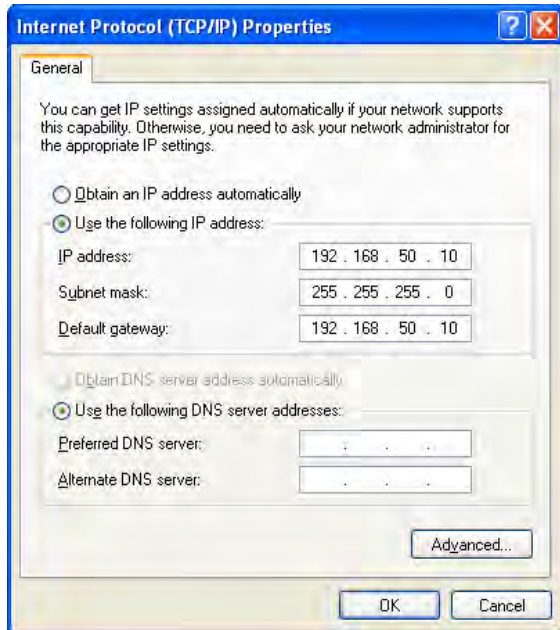 Internet Protocol (TCP/IP) Properties
General
You can get IP settings assigned automatically if your network supports
this capability. Otherwise, you need to ask your network administrator for
the appropriate IP settings.
Obtain an IP address automatically
Use the following IP address:
IP address: 192 . 168 . 50 . 10
Subnet mask: 255 . 255 . 255 . 0
Default gateway: 192 . 168 . 50 . 10
Obtain DNS server address automatically
Use the following DNS server addresses:
Preferred DNS server: . . .
Alternate DNS server: . . .
Advanced...
OK Cancel